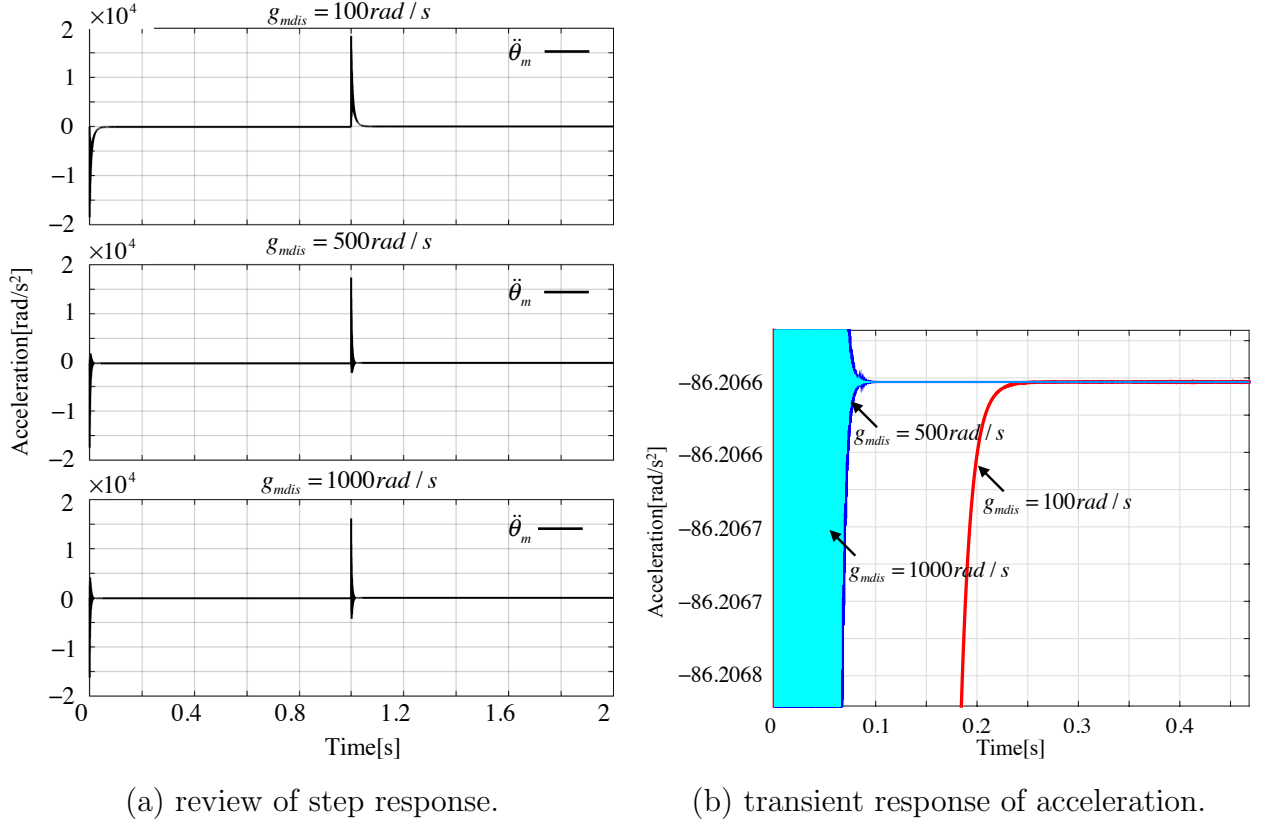 ×10⁴
g_mdis = 100rad / s
2
1
0
−1
−2
θ̈_m
×10⁴
g_mdis = 500rad / s
2
1
0
−1
−2
θ̈_m
Acceleration[rad/s²]
×10⁴
g_mdis = 1000rad / s
2
1
0
−1
−2
θ̈_m
0 0.4 0.8 1.2 1.6 2
Time[s]
(a) review of step response.
−86.2066
−86.2066
−86.2067
−86.2067
−86.2068
Acceleration[rad/s²]
g_mdis = 500rad / s
g_mdis = 100rad / s
g_mdis = 1000rad / s
0 0.1 0.2 0.3 0.4
Time[s]
(b) transient response of acceleration.